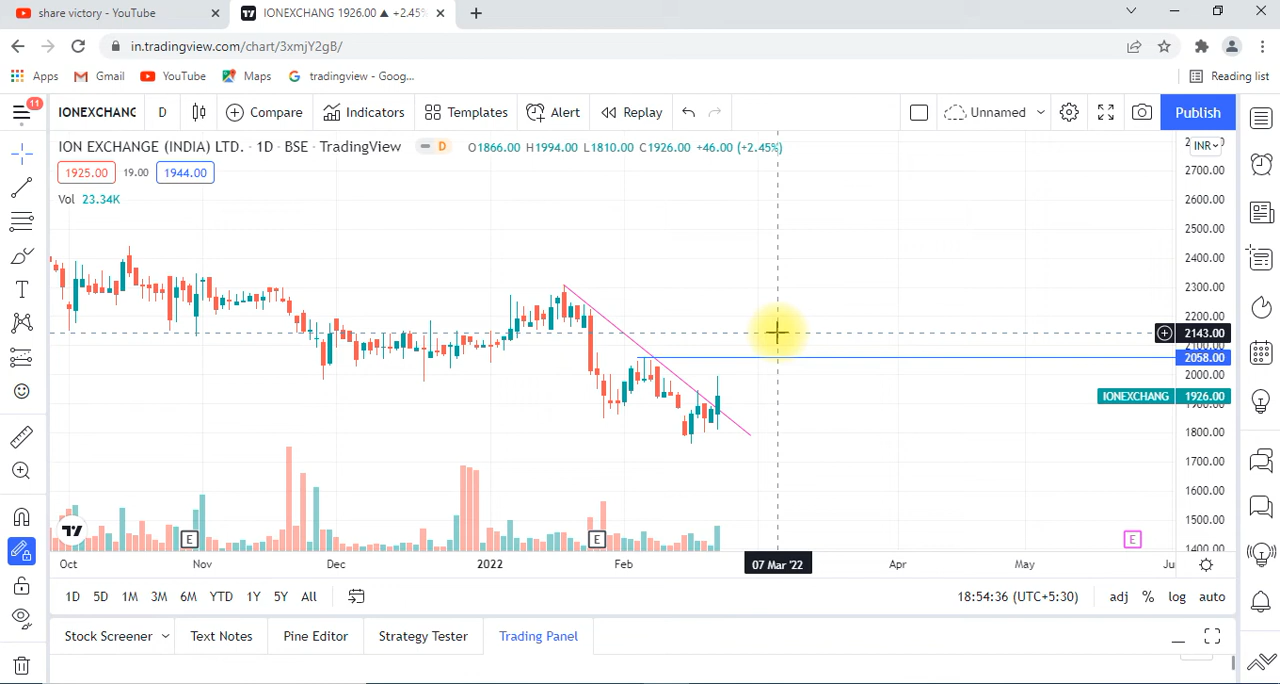 share victory - YouTube
IONEXCHANG 1926.00 ▲ +2.45%
in.tradingview.com/chart/3xmjY2gB/
Apps Gmail YouTube Maps tradingview - Goog... Reading list
11
IONEXCHANG D Compare Indicators Templates Alert Replay Unnamed Publish
ION EXCHANGE (INDIA) LTD. · 1D · BSE · TradingView D O1866.00 H1994.00 L1810.00 C1926.00 +46.00 (+2.45%)
INR
1925.00 19.00 1944.00
Vol 23.34K
2700.00
2600.00
2500.00
2400.00
2300.00
2200.00
2143.00
2100.00
2058.00
2000.00
IONEXCHANG 1926.00
1900.00
1800.00
1700.00
1600.00
1500.00
1400.00
E E E
Oct Nov Dec 2022 Feb 07 Mar '22 Apr May
1D 5D 1M 3M 6M YTD 1Y 5Y All 18:54:36 (UTC+5:30) adj % log auto
Stock Screener Text Notes Pine Editor Strategy Tester Trading Panel